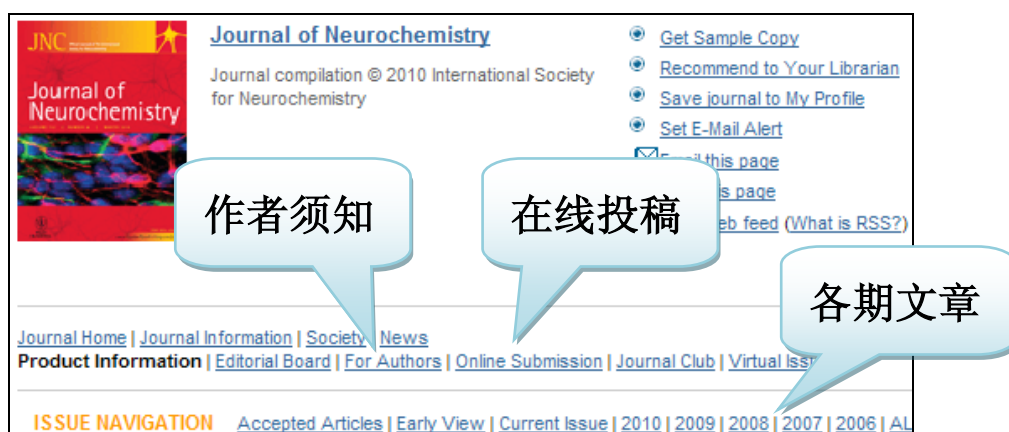 JNC
Journal of
Neurochemistry
Journal of Neurochemistry
Journal compilation © 2010 International Society
for Neurochemistry
Get Sample Copy
Recommend to Your Librarian
Save journal to My Profile
Set E-Mail Alert
this page
this page
feed (What is RSS?)
作者须知
在线投稿
各期文章
Journal Home | Journal Information | Society News
Product Information | Editorial Board | For Authors | Online Submission | Journal Club | Virtual
ISSUE NAVIGATION Accepted Articles | Early View | Current Issue | 2010 | 2009 | 2008 | 2007 | 2006 | AL